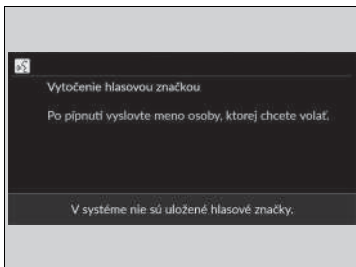 Vytočenie hlasovou značkou
Po pípnutí vyslovte meno osoby, ktorej chcete volať.
V systéme nie sú uložené hlasové značky.